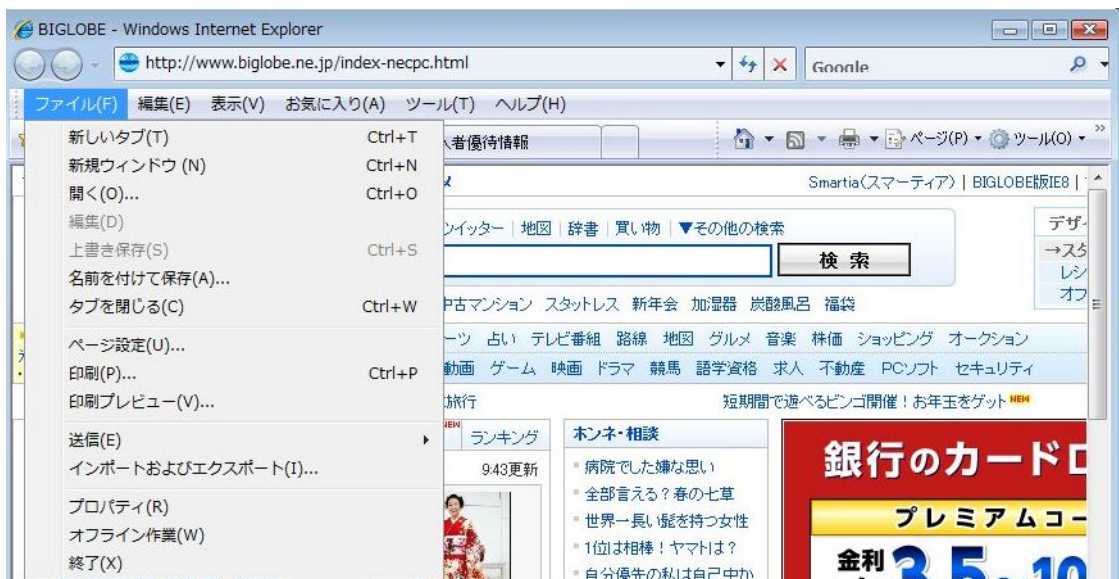 BIGLOBE - Windows Internet Explorer
http://www.biglobe.ne.jp/index-necpc.html
Google
ファイル(F) 編集(E) 表示(V) お気に入り(A) ツール(T) ヘルプ(H)
新しいタブ(T) Ctrl+T
新規ウィンドウ (N) Ctrl+N
開く(O)... Ctrl+O
編集(D)
上書き保存(S) Ctrl+S
名前を付けて保存(A)...
タブを閉じる(C) Ctrl+W
ページ設定(U)...
印刷(P)... Ctrl+P
印刷プレビュー(V)...
送信(E)
インポートおよびエクスポート(I)...
プロパティ(R)
オフライン作業(W)
終了(X)
者優待情報
ページ(P) ツール(O)
Smartia(スマーティア) | BIGLOBE版IE8 |
イッター | 地図 | 辞書 | 買い物 | ▼その他の検索
検索
中古マンション スタットレス 新年会 加湿器 炭酸風呂 福袋
ーツ 占い テレビ番組 路線 地図 グルメ 音楽 株価 ショッピング オークション
動画 ゲーム 映画 ドラマ 競馬 語学資格 求人 不動産 PCソフト セキュリティ
旅行
短期間で遊べるビンゴ開催！お年玉をゲット NEW
デザ
→スタ
レシ
オフ
ランキング
9:43更新
ホンネ・相談
病院でした嫌な思い
全部言える？春の七草
世界一長い髭を持つ女性
1位は相棒！ヤマトは？
自分優先の私は自己中か
銀行のカードロ
プレミアムコー
金利
3.5 10